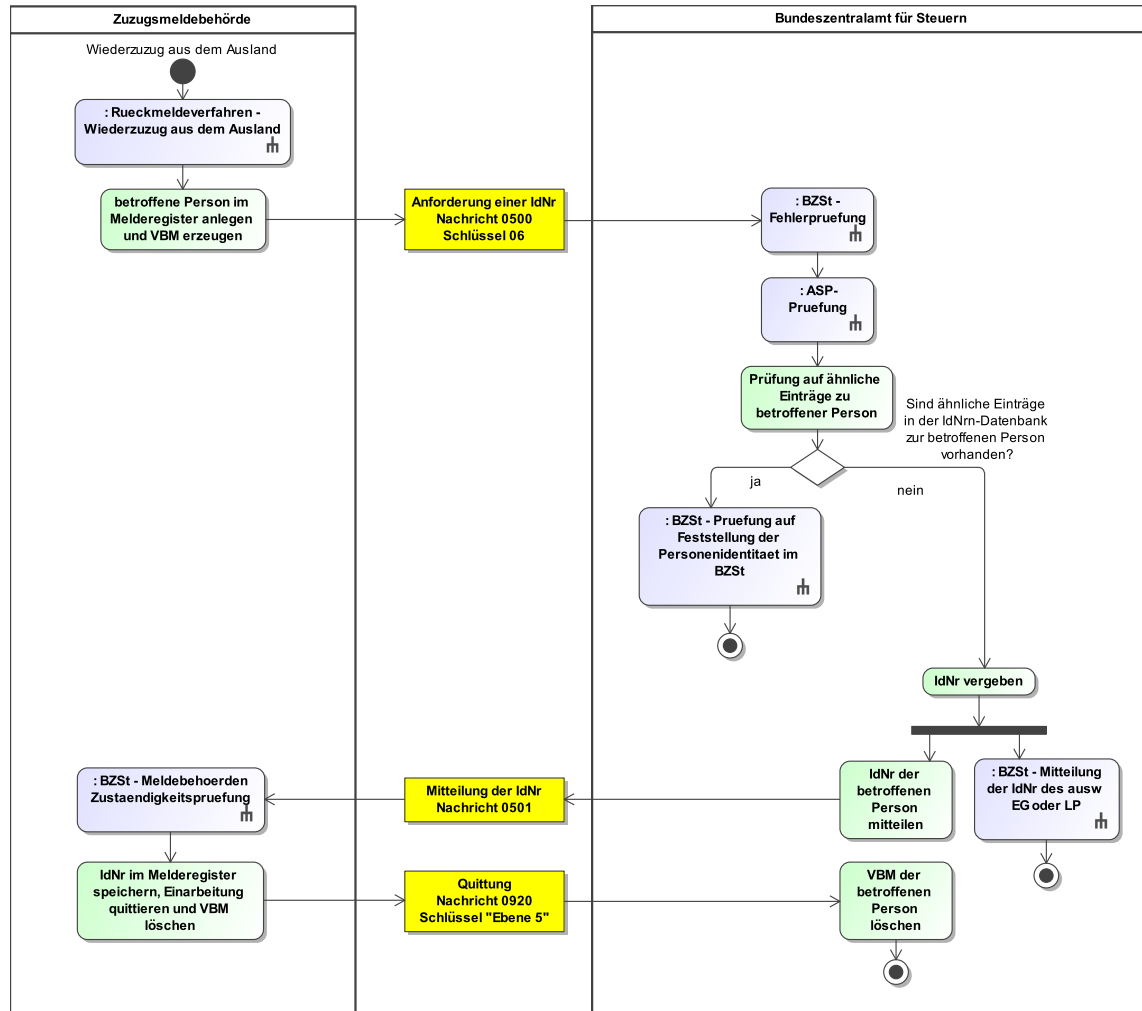 Zuzugsmeldebehörde
Bundeszentralamt für Steuern
Wiederzuzug aus dem Ausland
: Rueckmeldeverfahren -
Wiederzuzug aus dem Ausland
betroffene Person im
Melderegister anlegen
und VBM erzeugen
Anforderung einer IdNr
Nachricht 0500
Schlüssel 06
: BZSt -
Fehlerpruefung
: ASP-
Pruefung
Prüfung auf ähnliche
Einträge zu
betroffener Person
Sind ähnliche Einträge
in der IdNrn-Datenbank
zur betroffenen Person
vorhanden?
ja
nein
: BZSt - Pruefung auf
Feststellung der
Personenidentitaet im
BZSt
IdNr vergeben
: BZSt - Meldebehoerden
Zustaendigkeitspruefung
Mitteilung der IdNr
Nachricht 0501
IdNr der
betroffenen
Person
mitteilen
: BZSt - Mitteilung
der IdNr des ausw
EG oder LP
IdNr im Melderegister
speichern, Einarbeitung
quittieren und VBM
löschen
Quittung
Nachricht 0920
Schlüssel "Ebene 5"
VBM der
betroffenen
Person
löschen